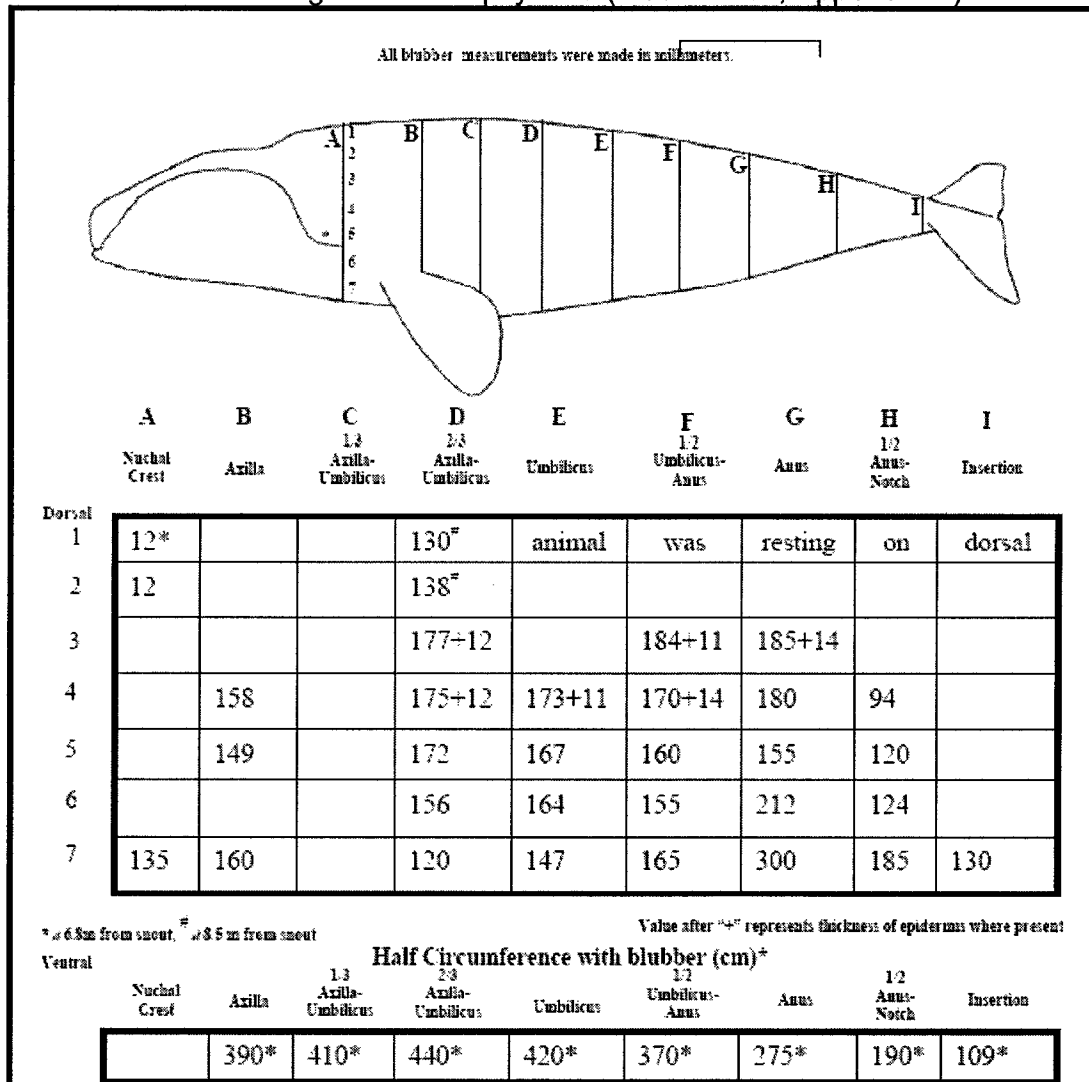 All blubber measurements were made in millimeters.
A 1 B C D E F G H I
2
3
4
* 5
6
7
A B C D E F G H I
Nuchal Crest Axilla 1/3 Axilla-Umbilicus 2/3 Axilla-Umbilicus Umbilicus 1/2 Umbilicus-Anus Anus 1/2 Anus-Notch Insertion
Dorsal
1 12* 130# animal was resting on dorsal
2 12 138#
3 177+12 184+11 185+14
4 158 175+12 173+11 170+14 180 94
5 149 172 167 160 155 120
6 156 164 155 212 124
7 135 160 120 147 165 300 185 130
* at 6.8m from snout, # at 8.5 m from snout Value after "+" represents thickness of epidermis where present
Ventral Half Circumference with blubber (cm)+
Nuchal Crest Axilla 1/3 Axilla-Umbilicus 2/3 Axilla-Umbilicus Umbilicus 1/2 Umbilicus-Anus Anus 1/2 Anus-Notch Insertion
390* 410* 440* 420* 370* 275* 190* 109*